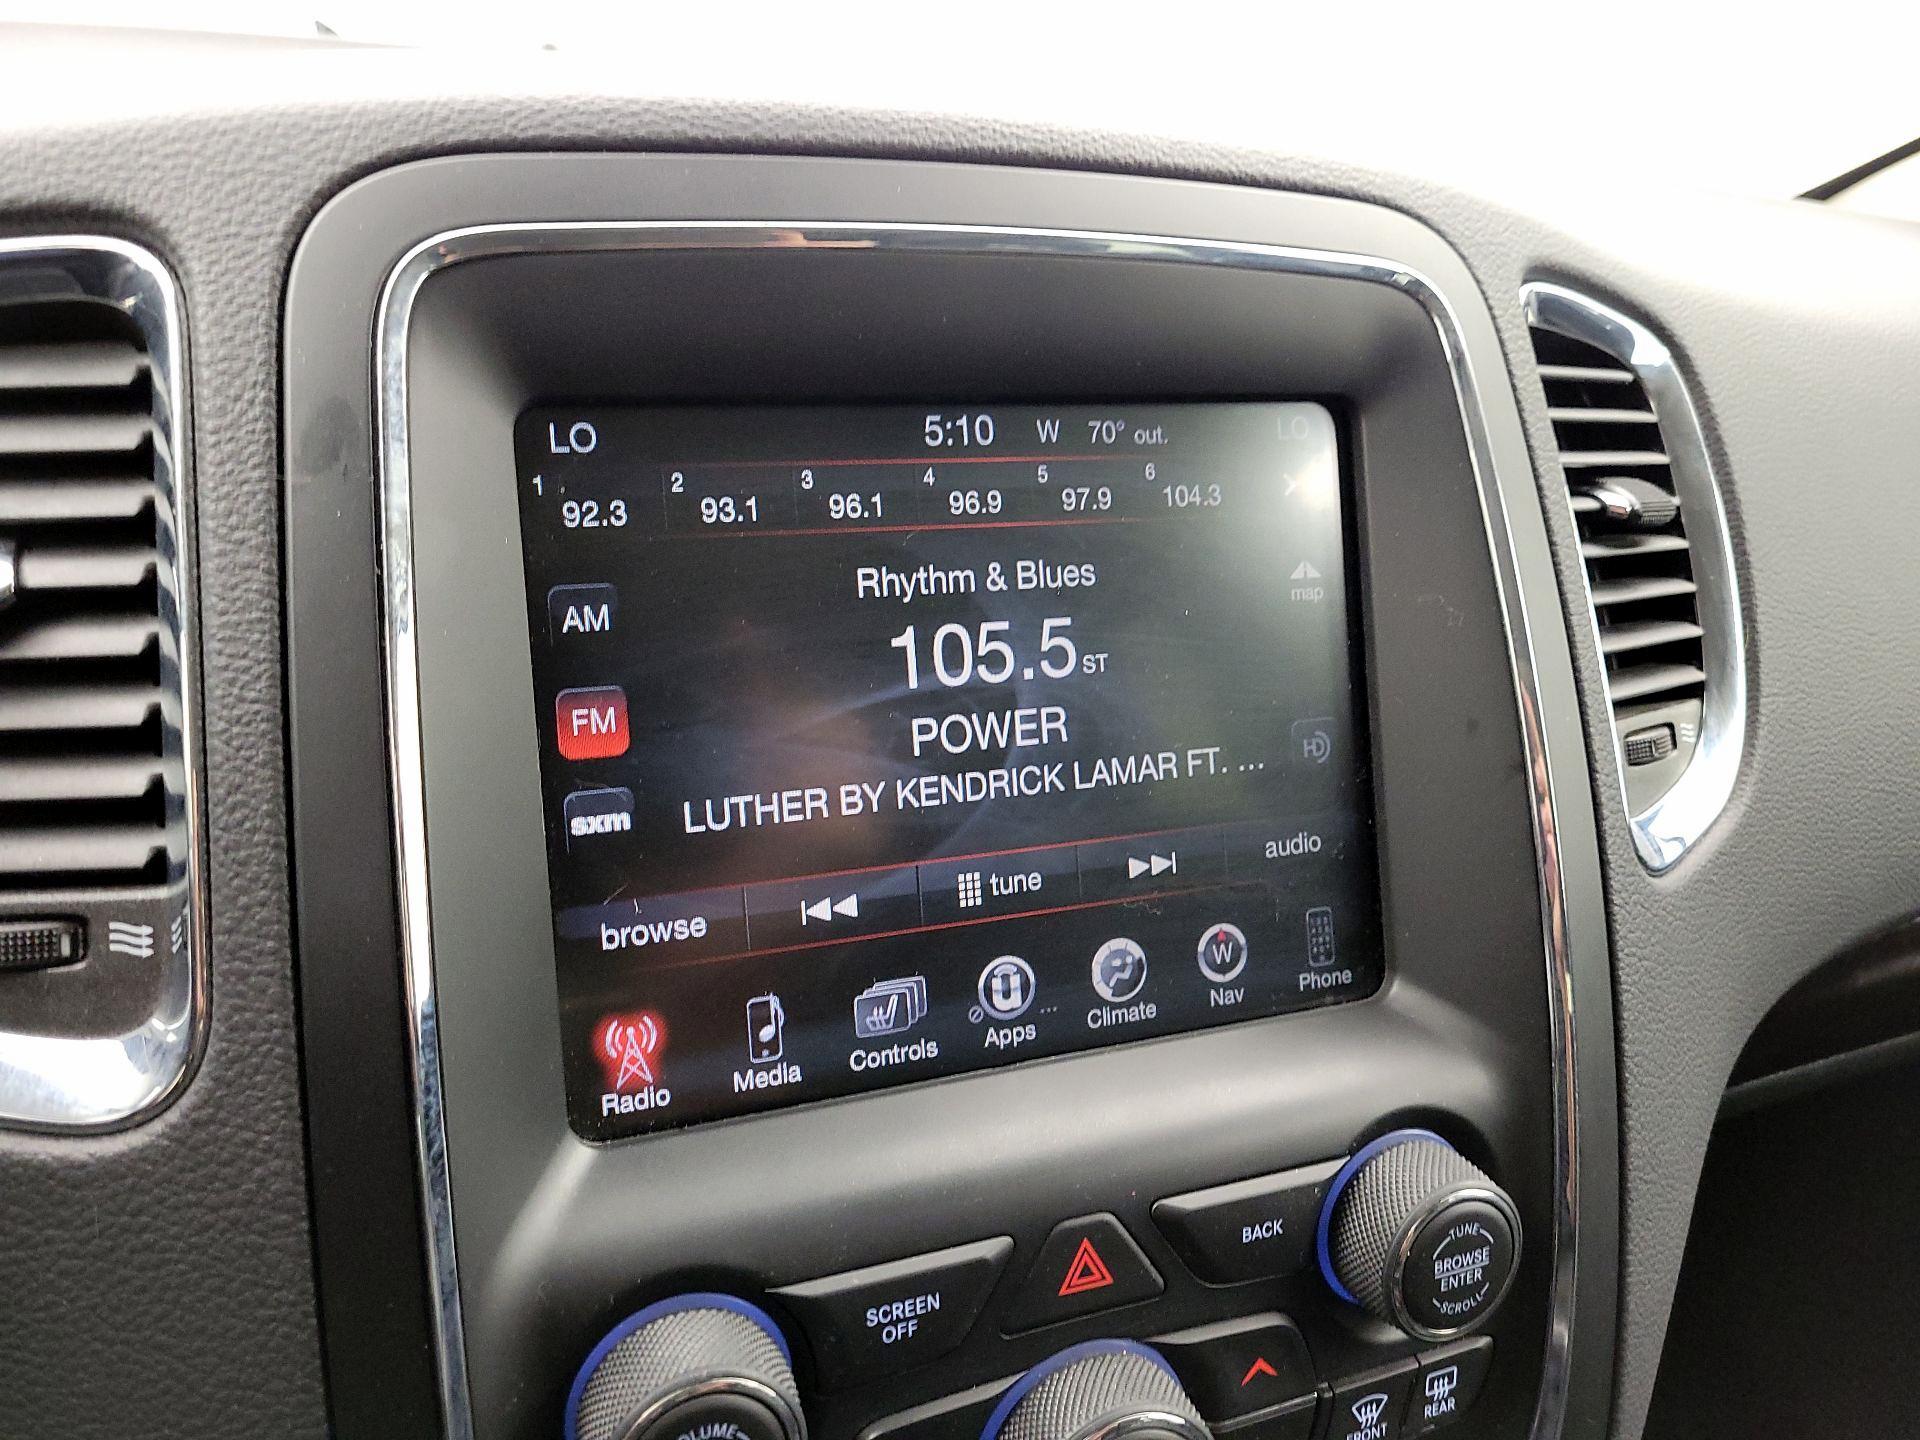 LO 5:10 W 70° out. LO
1 92.3 2 93.1 3 96.1 4 96.9 5 97.9 6 104.3
Rhythm & Blues
map
AM
105.5 ST
FM
POWER
HD
LUTHER BY KENDRICK LAMAR FT. ...
sxm
browse tune audio
Radio Media Controls Apps ... Climate W Nav Phone
SCREEN
OFF
BACK
TUNE
BROWSE
ENTER
SCROLL
VOLUME
FRONT
REAR